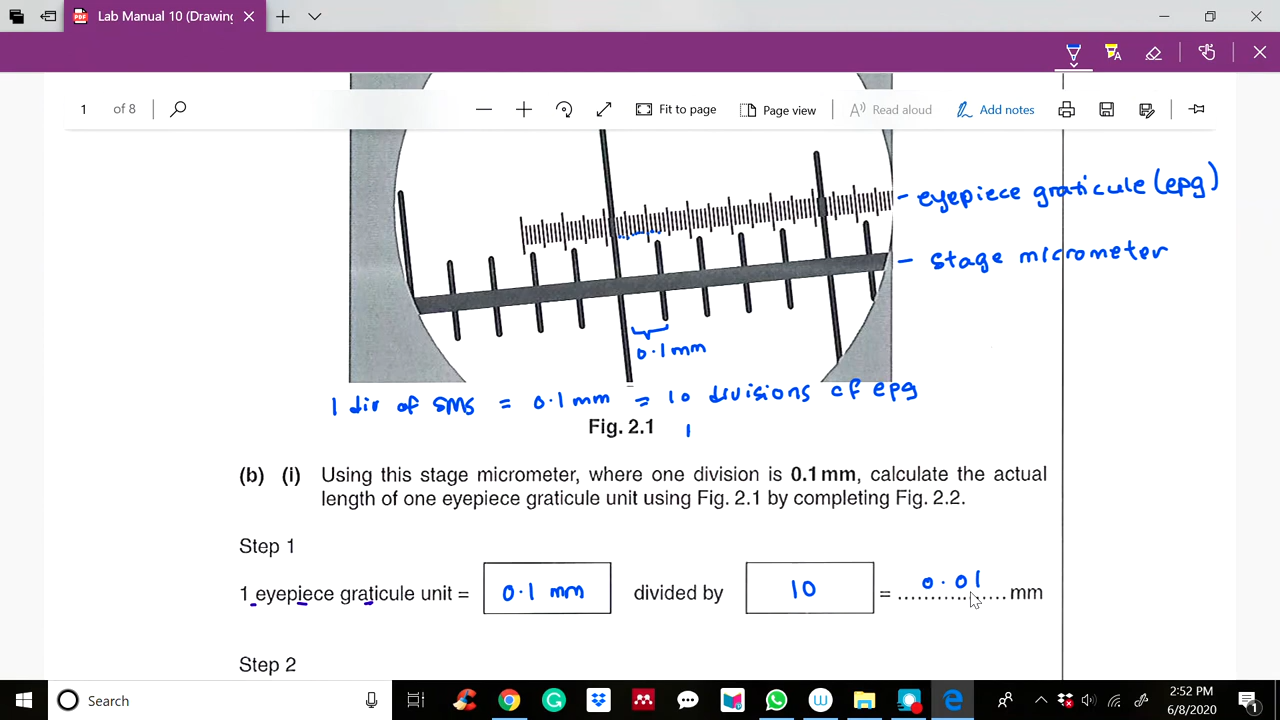 Lab Manual 10 (Drawing
1 of 8
Fit to page
Page view
Read aloud
Add notes
- eyepiece graticule (epg)
- stage micrometer
0.1mm
1 div of SMS = 0.1mm = 10 divisions of epg
Fig. 2.1
1
(b) (i) Using this stage micrometer, where one division is 0.1mm, calculate the actual
length of one eyepiece graticule unit using Fig. 2.1 by completing Fig. 2.2.
Step 1
1 eyepiece graticule unit = 0.1 mm divided by 10 = 0.01 mm
Step 2
Search
2:52 PM
6/8/2020
1